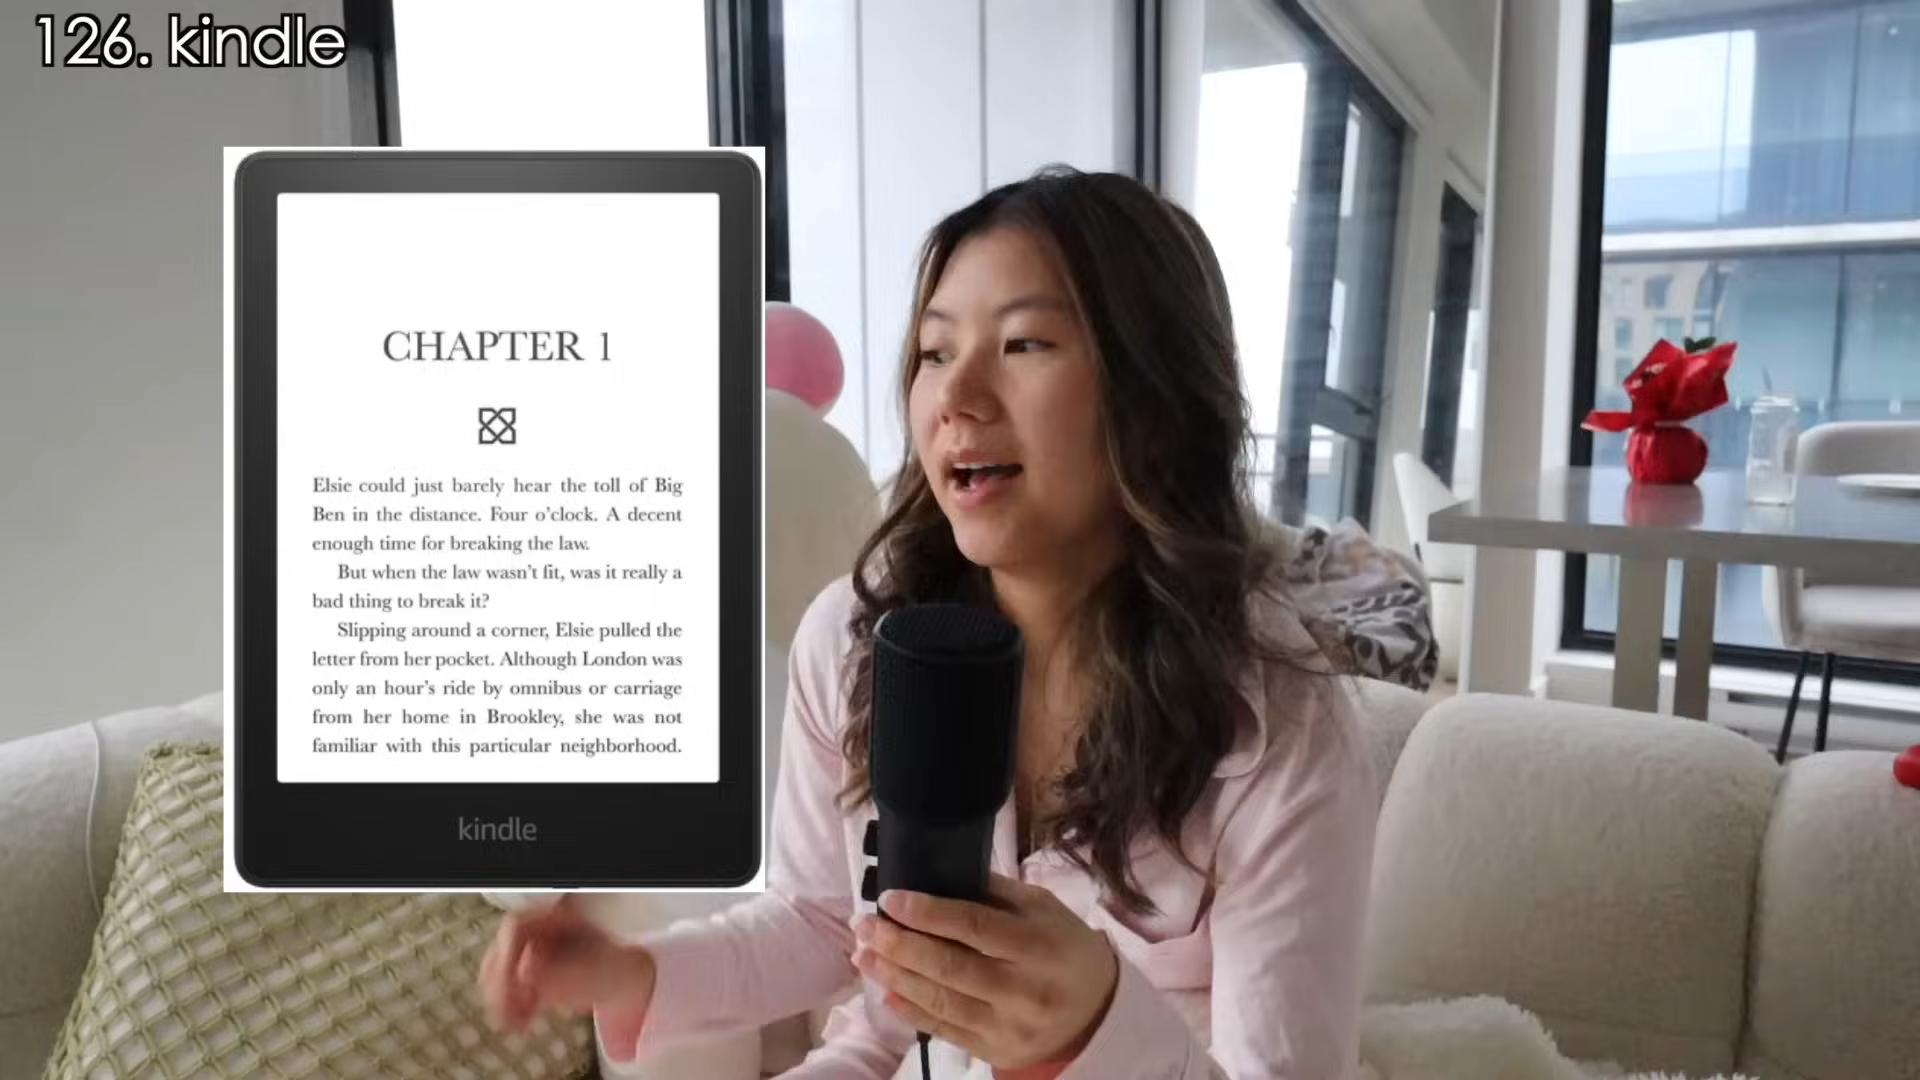 126. kindle
CHAPTER 1
Elsie could just barely hear the toll of Big
Ben in the distance. Four o'clock. A decent
enough time for breaking the law.
But when the law wasn't fit, was it really a
bad thing to break it?
Slipping around a corner, Elsie pulled the
letter from her pocket. Although London was
only an hour's ride by omnibus or carriage
from her home in Brookley, she was not
familiar with this particular neighborhood.
kindle